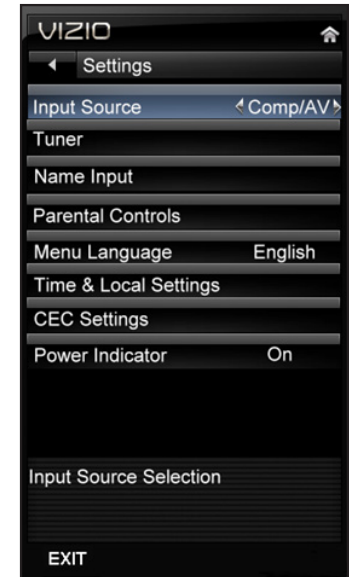 VIZIO
Settings
Input Source Comp/AV
Tuner
Name Input
Parental Controls
Menu Language English
Time & Local Settings
CEC Settings
Power Indicator On
Input Source Selection
EXIT